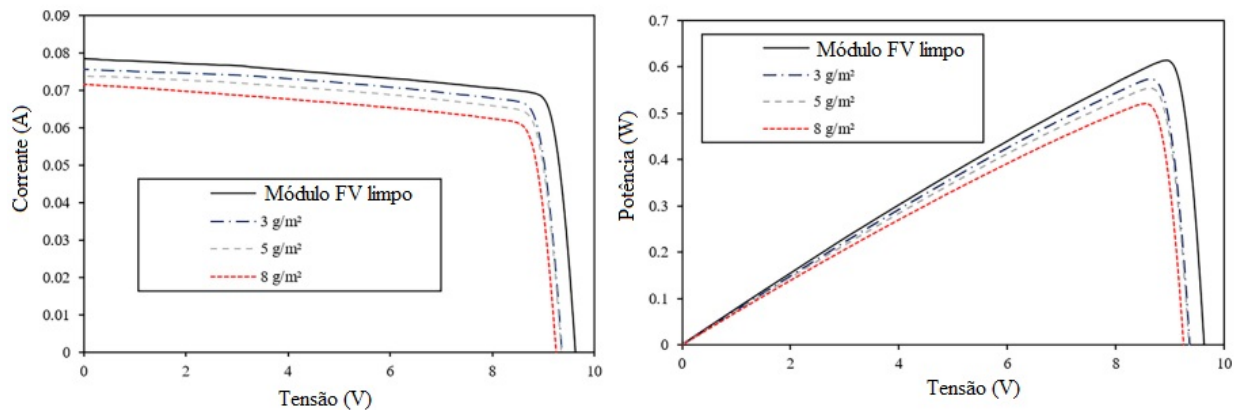 0.09
0.08
0.07
0.06
0.05
0.04
0.03
0.02
0.01
0
Corrente (A)
Módulo FV limpo
3 g/m²
5 g/m²
8 g/m²
0 2 4 6 8 10
Tensão (V)
0.7
0.6
0.5
0.4
0.3
0.2
0.1
0
Potência (W)
Módulo FV limpo
3 g/m²
5 g/m²
8 g/m²
0 2 4 6 8 10
Tensão (V)